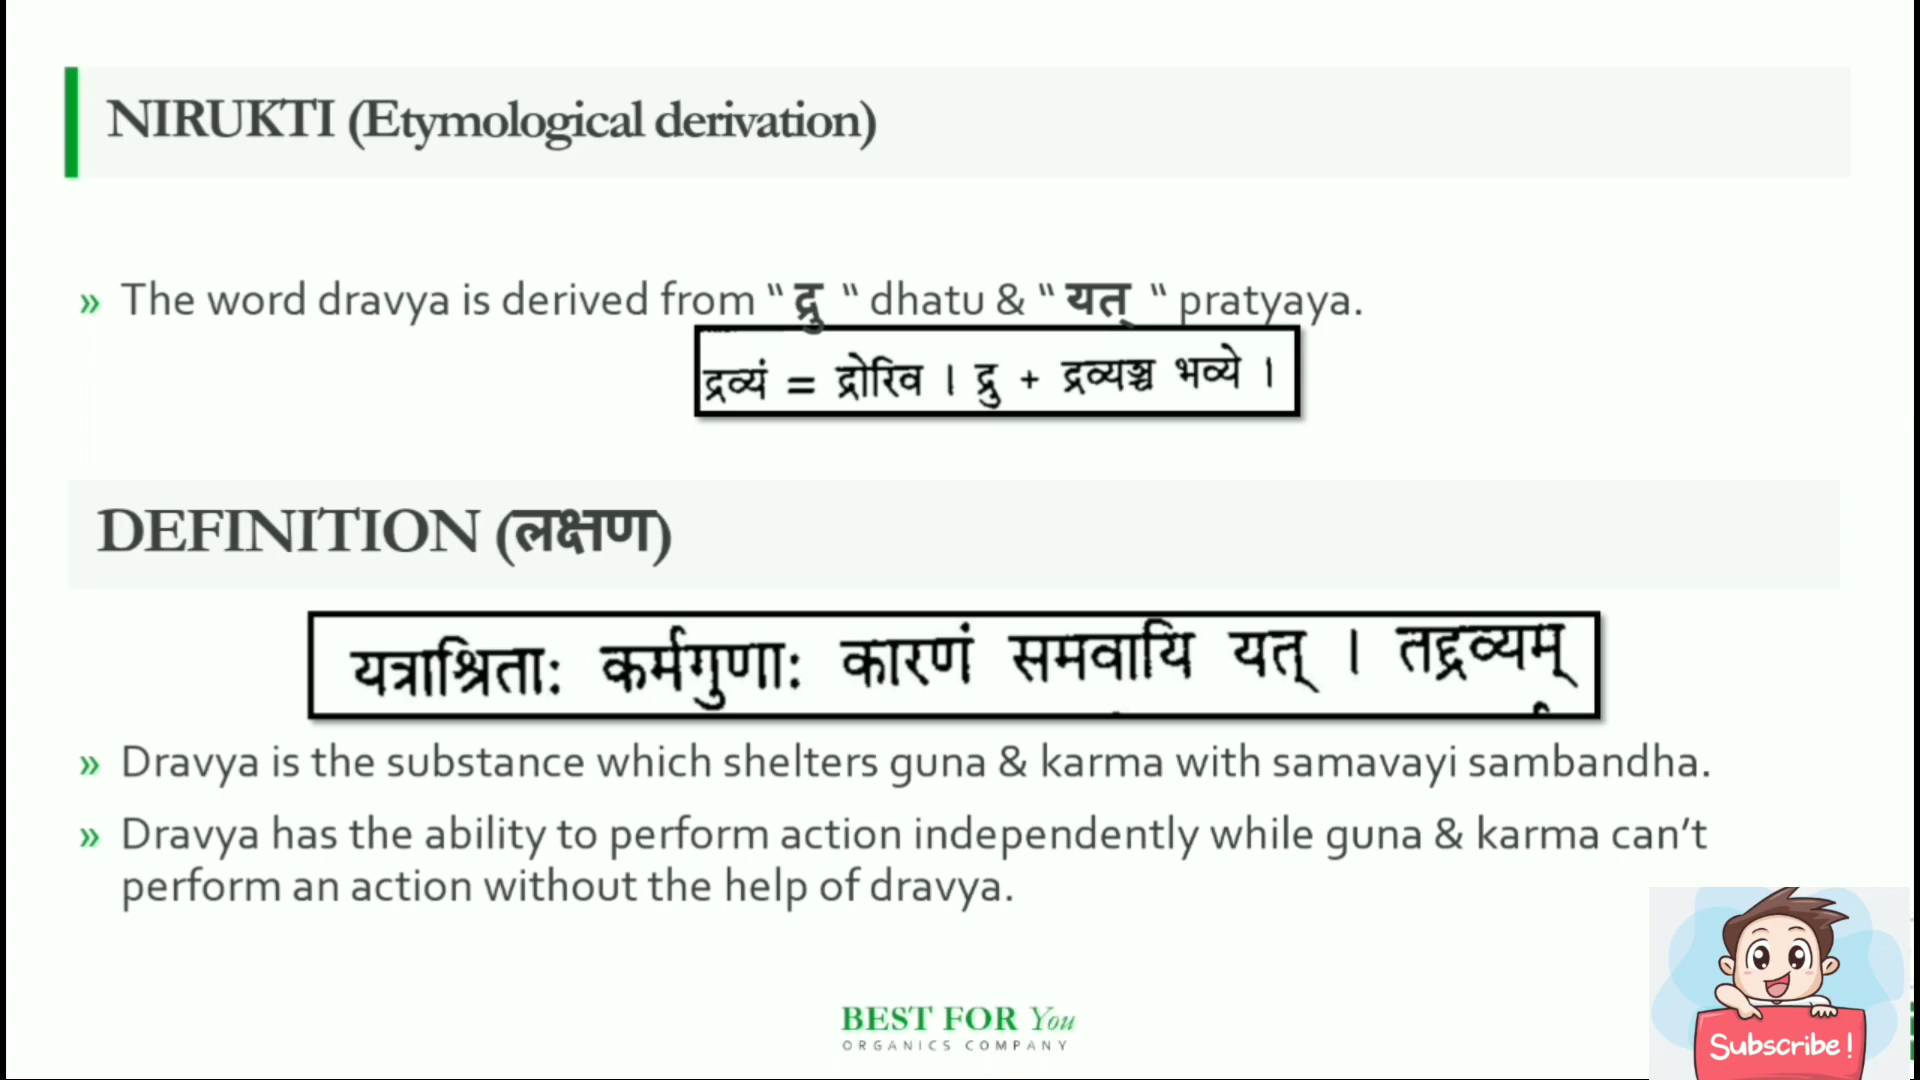 NIRUKTI (Etymological derivation)
» The word dravya is derived from “ द्रु “ dhatu & “ यत् “ pratyaya.
द्रव्यं = द्रोरिव । द्रु + द्रव्यञ्च भव्ये ।
DEFINITION (लक्षण)
यत्राश्रिताः कर्मगुणाः कारणं समवायि यत् । तद्द्रव्यम्
» Dravya is the substance which shelters guna & karma with samavayi sambandha.
» Dravya has the ability to perform action independently while guna & karma can’t
perform an action without the help of dravya.
BEST FOR You
ORGANICS COMPANY
Subscribe!